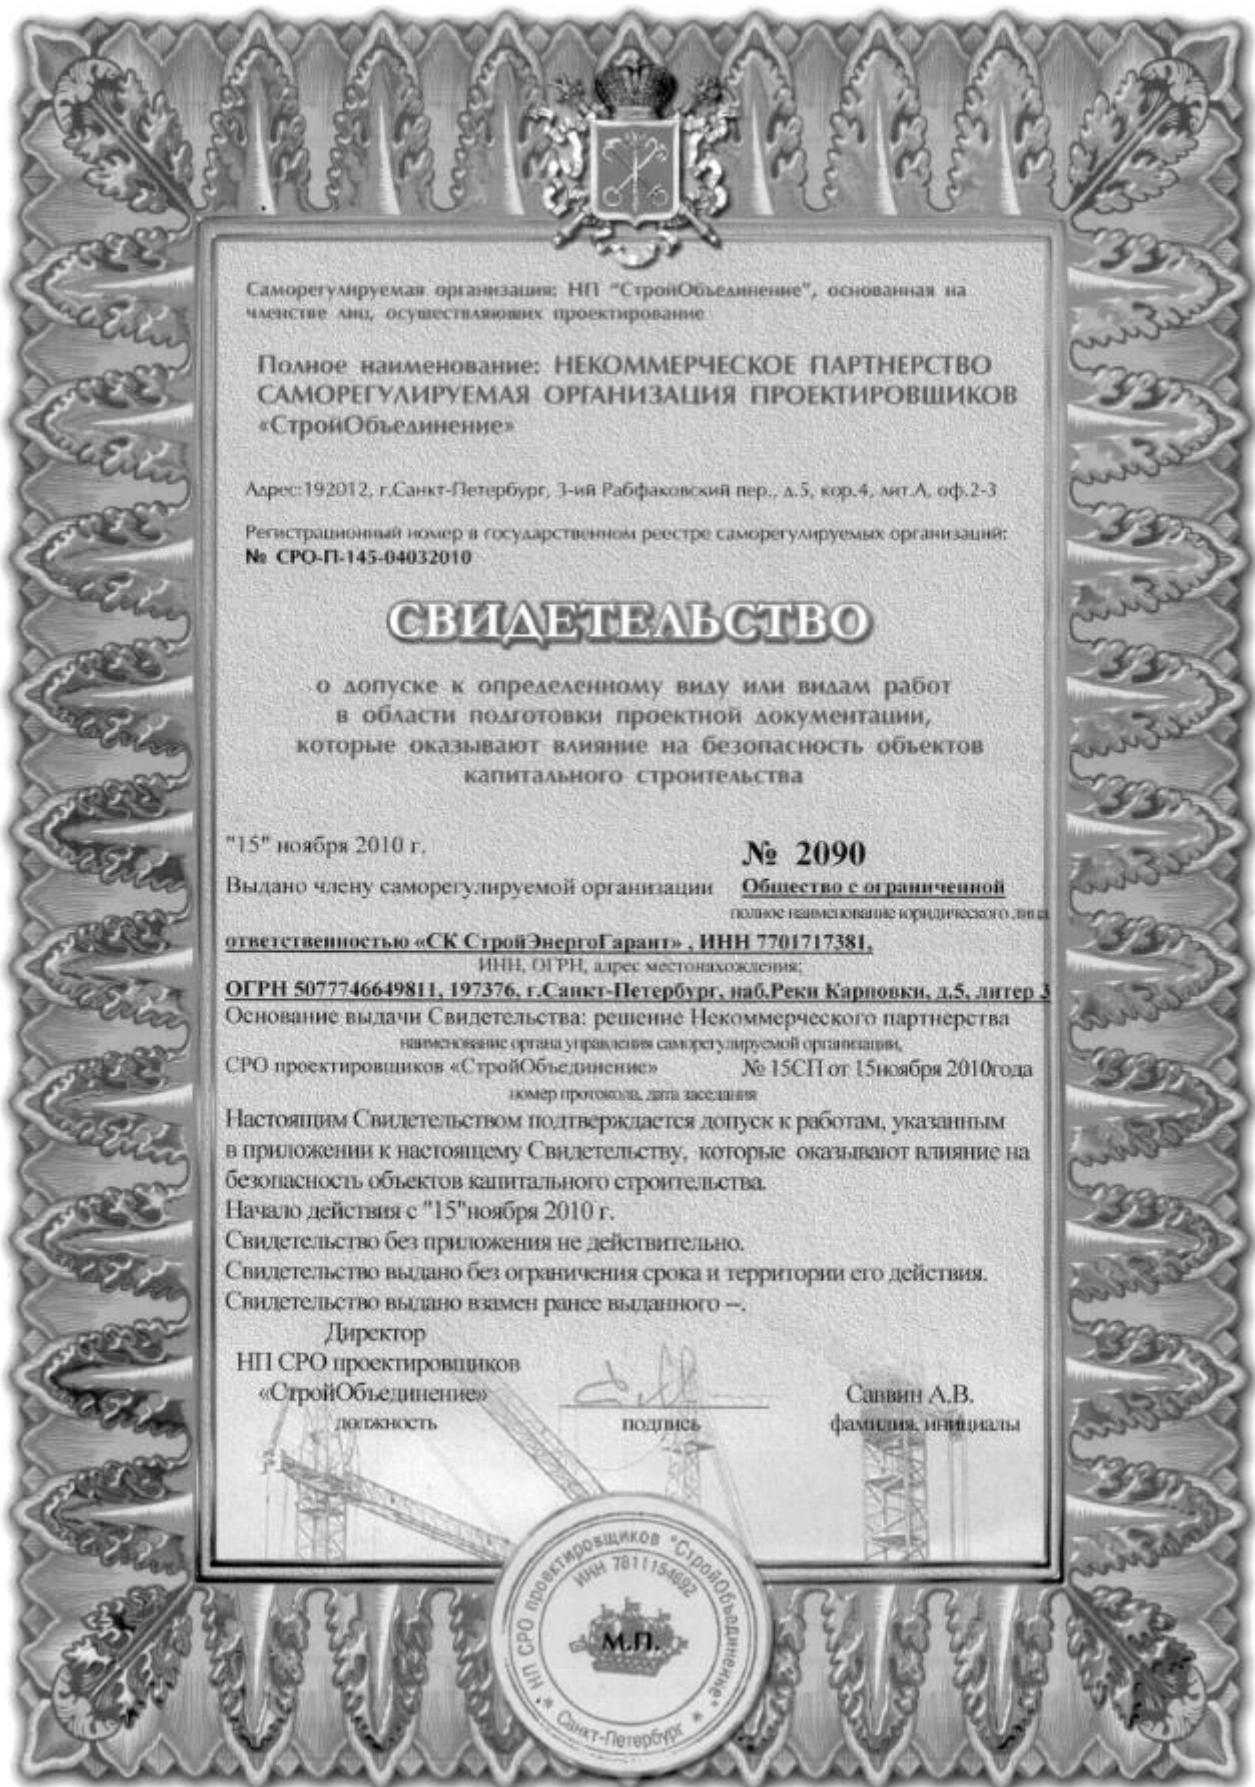 Саморегулируемая организация: НП "СтройОбъединение", основанная на
членстве лиц, осуществляющих проектирование
Полное наименование: НЕКОММЕРЧЕСКОЕ ПАРТНЕРСТВО
САМОРЕГУЛИРУЕМАЯ ОРГАНИЗАЦИЯ ПРОЕКТИРОВЩИКОВ
«СтройОбъединение»
Адрес:192012, г.Санкт-Петербург, 3-ий Рабфаковский пер., д.5, кор.4, лит.А, оф.2-3
Регистрационный номер в государственном реестре саморегулируемых организаций:
№ СРО-П-145-04032010
СВИДЕТЕЛЬСТВО
о допуске к определенному виду или видам работ
в области подготовки проектной документации,
которые оказывают влияние на безопасность объектов
капитального строительства
"15" ноября 2010 г.
№ 2090
Выдано члену саморегулируемой организации Общество с ограниченной
полное наименование юридического лица
ответственностью «СК СтройЭнергоГарант» , ИНН 7701717381,
ИНН, ОГРН, адрес местонахождения;
ОГРН 5077746649811, 197376, г.Санкт-Петербург, наб.Реки Карповки, д.5, литер З
Основание выдачи Свидетельства: решение Некоммерческого партнерства
наименование органа управления саморегулируемой организации,
СРО проектировщиков «СтройОбъединение» № 15СП от 15ноября 2010года
номер протокола, дата заседания
Настоящим Свидетельством подтверждается допуск к работам, указанным
в приложении к настоящему Свидетельству, которые оказывают влияние на
безопасность объектов капитального строительства.
Начало действия с "15"ноября 2010 г.
Свидетельство без приложения не действительно.
Свидетельство выдано без ограничения срока и территории его действия.
Свидетельство выдано взамен ранее выданного –.
Директор
НП СРО проектировщиков
«СтройОбъединение»
Саввин А.В.
должность
подпись
фамилия, инициалы
НП СРО проектировщиков "СтройОбъединение"
ИНН 7811154692
М.П.
Санкт-Петербург